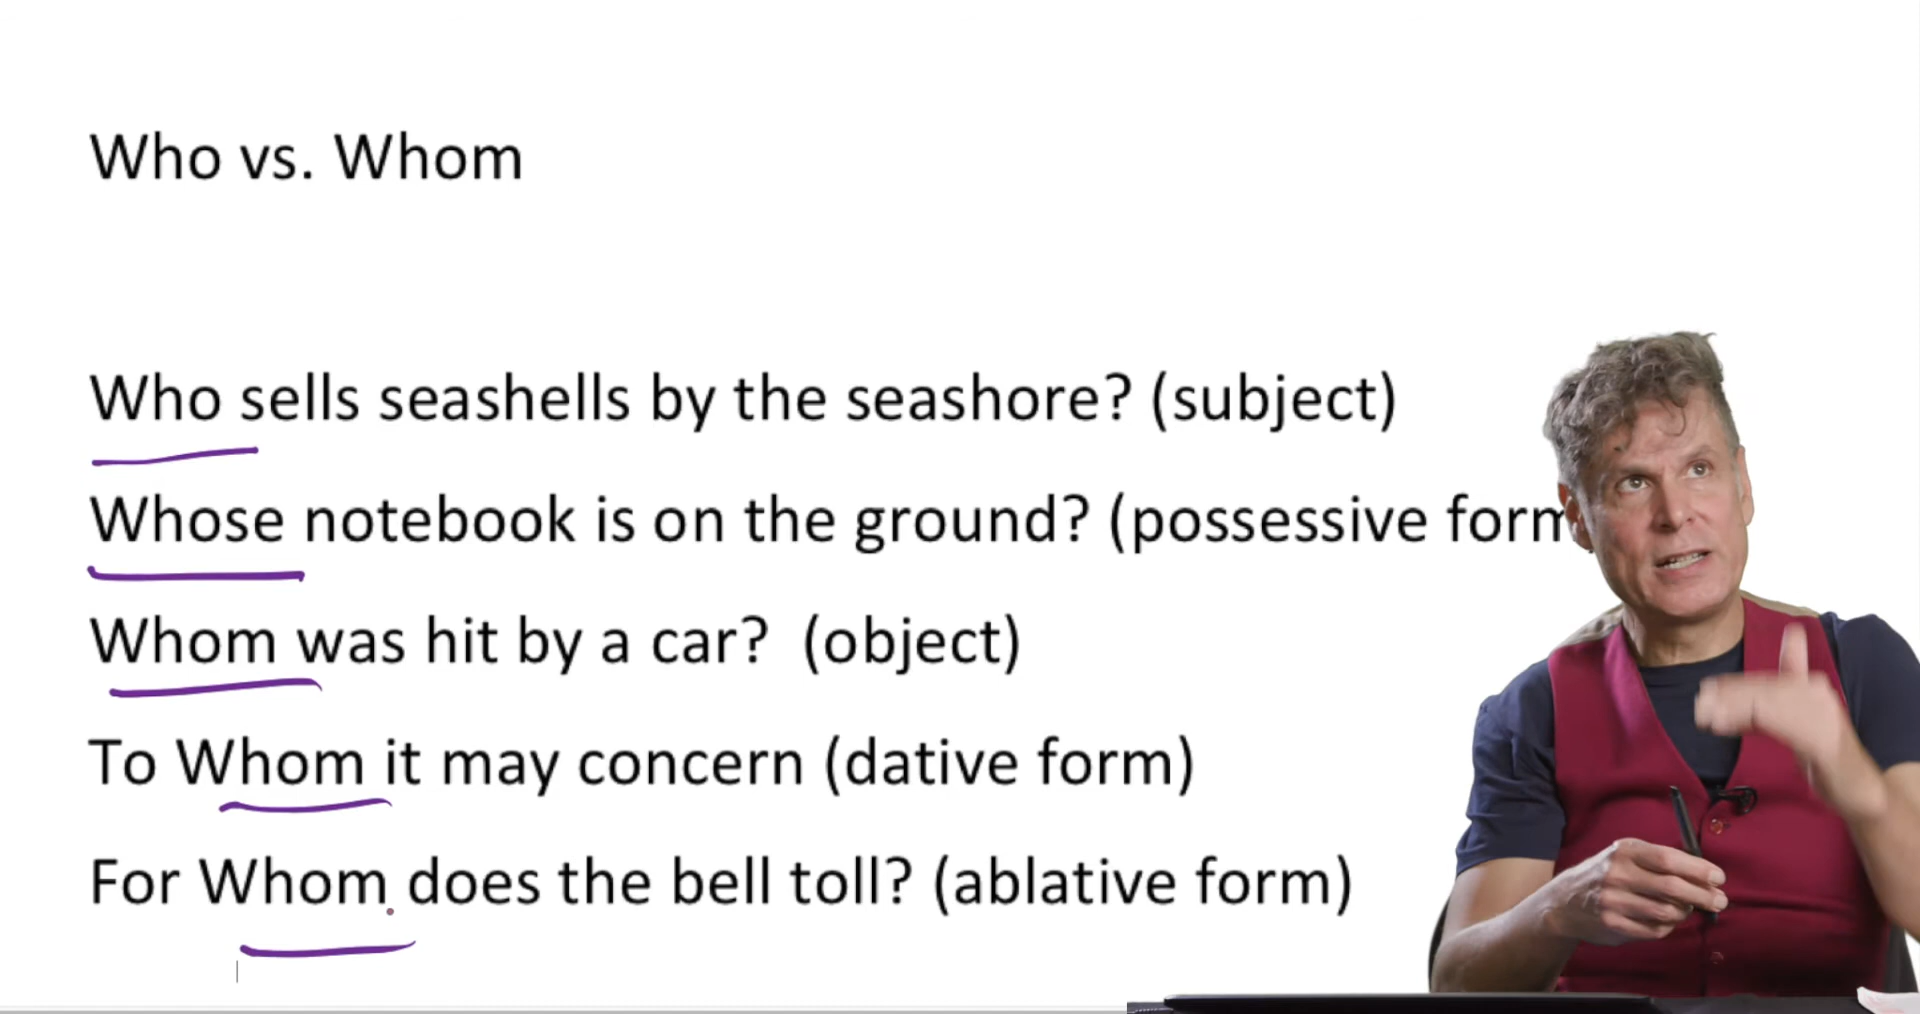 Who vs. Whom
Who sells seashells by the seashore? (subject)
Whose notebook is on the ground? (possessive form
Whom was hit by a car? (object)
To Whom it may concern (dative form)
For Whom does the bell toll? (ablative form)